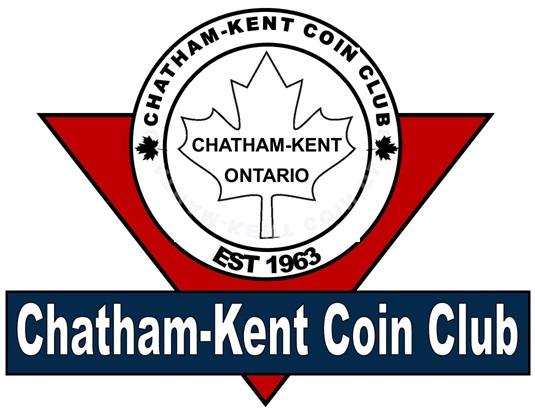 CHATHAM-KENT COIN CLUB
CHATHAM-KENT
ONTARIO
EST 1963
Chatham-Kent Coin Club